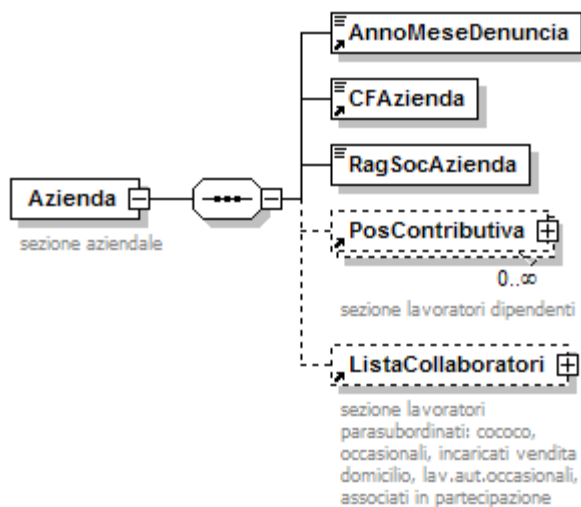 AnnoMeseDenuncia
CFAzienda
RagSocAzienda
Azienda
sezione aziendale
PosContributiva
0..∞
sezione lavoratori dipendenti
ListaCollaboratori
sezione lavoratori
parasubordinati: cococo,
occasionali, incaricati vendita
domicilio, lav.aut.occasionali,
associati in partecipazione